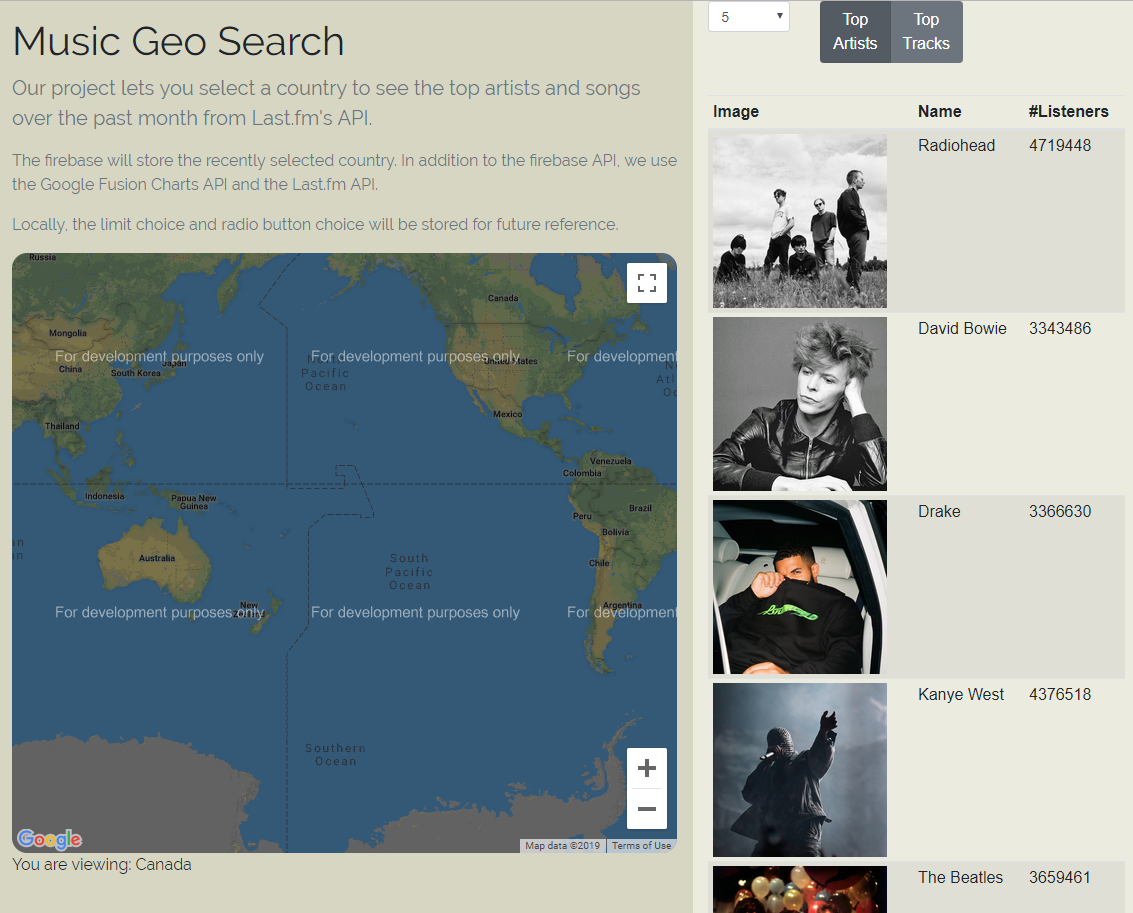 Music Geo Search
Our project lets you select a country to see the top artists and songs
over the past month from Last.fm's API.
The firebase will store the recently selected country. In addition to the firebase API, we use
the Google Fusion Charts API and the Last.fm API.
Locally, the limit choice and radio button choice will be stored for future reference.
Russia
Canada
Mongolia
For development purposes only
For development purposes only
For development
China
South Korea
Japan
United States
Pacific
Ocean
Mexico
Thailand
Venezuela
Colombia
Indonesia
Papua New
Guinea
Brazil
Peru
Bolivia
Australia
South
Pacific
Ocean
Chile
New
Argentina
For development purposes only
For development purposes only
For development
Southern
Ocean
+
−
Google
Map data ©2019
Terms of Use
You are viewing: Canada
5
Top
Artists
Top
Tracks
Image Name #Listeners
Radiohead 4719448
David Bowie 3343486
Drake 3366630
Kanye West 4376518
The Beatles 3659461